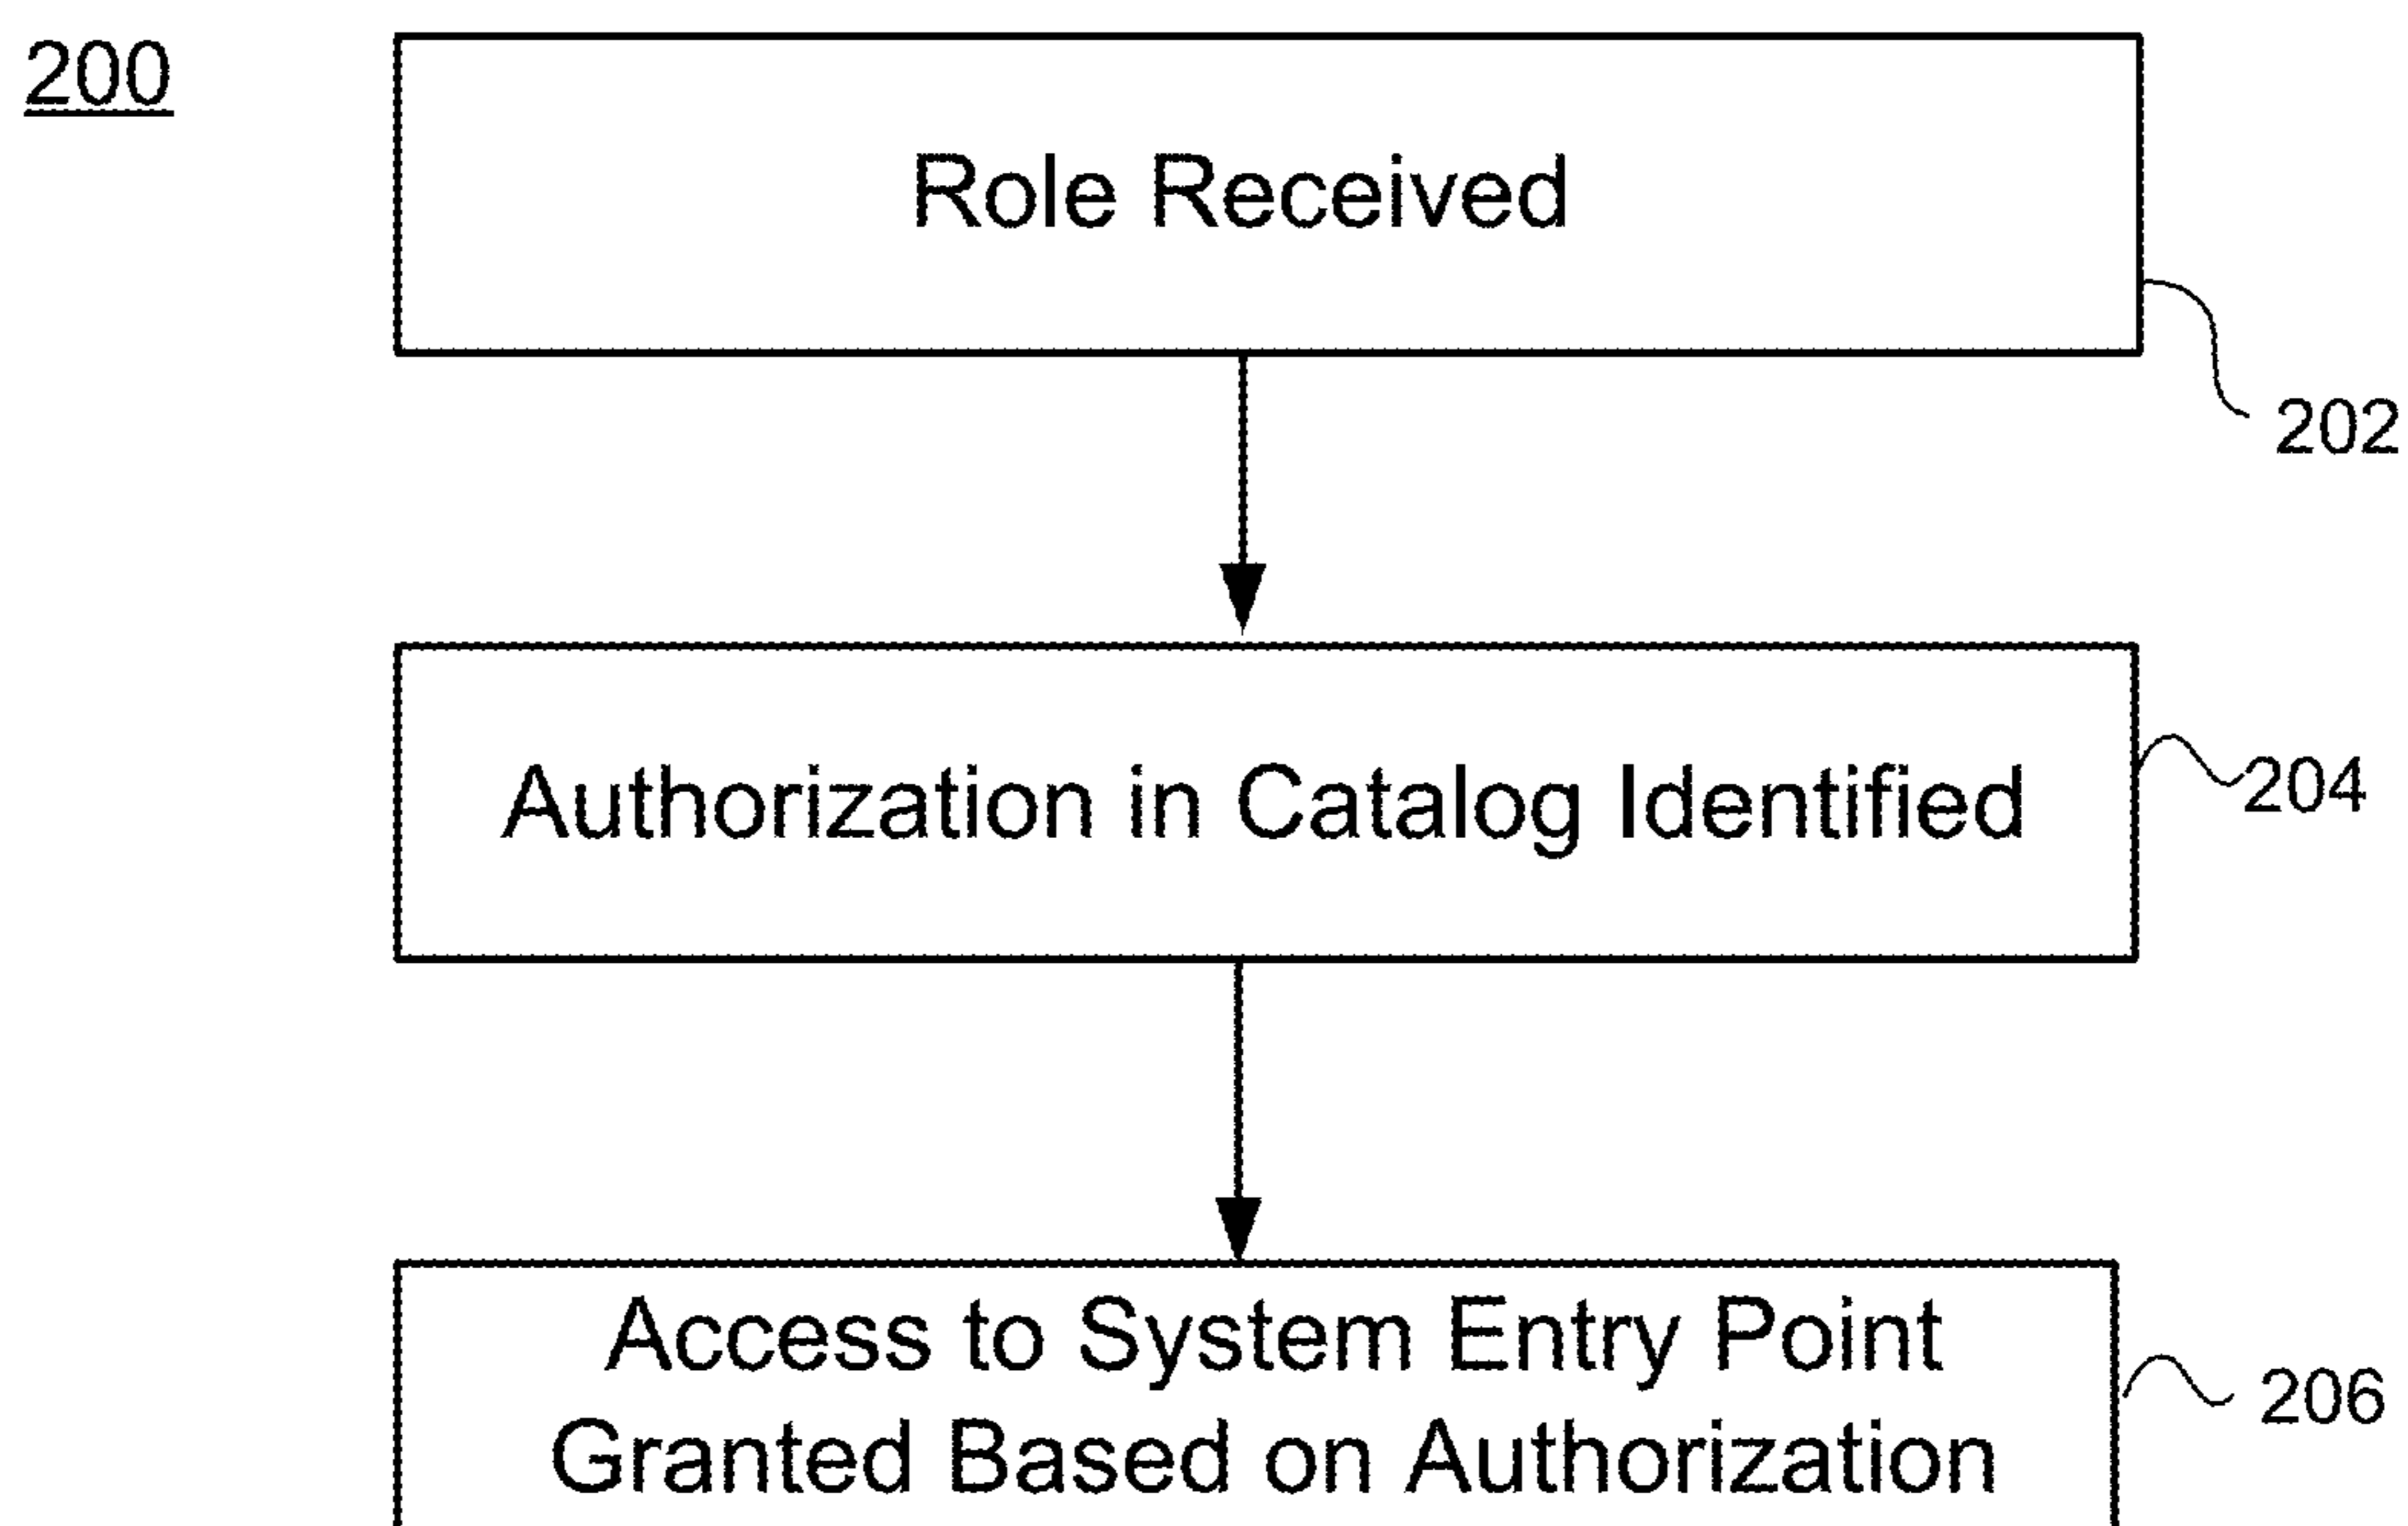 200
Role Received
202
Authorization in Catalog Identified
204
Access to System Entry Point
Granted Based on Authorization
206